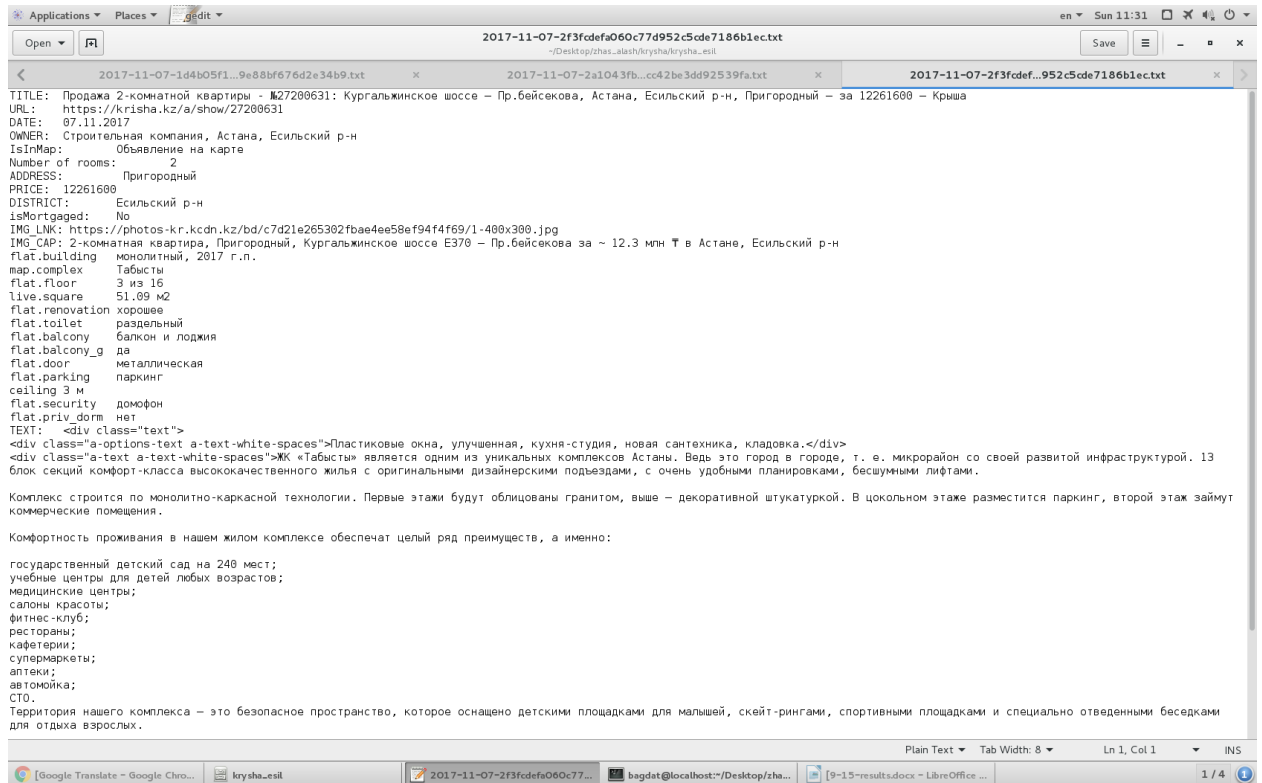 Applications Places gedit en Sun 11:31
Open 2017-11-07-2f3fcdefa060c77d952c5cde7186b1ec.txt Save
~/Desktop/zhas_alash/krysha/krysha_esil
2017-11-07-1d4b05f1...9e88bf676d2e34b9.txt 2017-11-07-2a1043fb...cc42be3dd92539fa.txt 2017-11-07-2f3fcdef...952c5cde7186b1ec.txt
TITLE: Продажа 2-комнатной квартиры - №27200631: Кургальжинское шоссе — Пр.бейсекова, Астана, Есильский р-н, Пригородный — за 12261600 — Крыша
URL: https://krisha.kz/a/show/27200631
DATE: 07.11.2017
OWNER: Строительная компания, Астана, Есильский р-н
IsInMap: Объявление на карте
Number of rooms: 2
ADDRESS: Пригородный
PRICE: 12261600
DISTRICT: Есильский р-н
isMortgaged: No
IMG_LNK: https://photos-kr.kcdn.kz/bd/c7d21e265302fbae4ee58ef94f4f69/1-400x300.jpg
IMG_CAP: 2-комнатная квартира, Пригородный, Кургальжинское шоссе Е370 — Пр.бейсекова за ~ 12.3 млн ₸ в Астане, Есильский р-н
flat.building монолитный, 2017 г.п.
map.complex Табысты
flat.floor 3 из 16
live.square 51.09 м2
flat.renovation хорошее
flat.toilet раздельный
flat.balcony балкон и лоджия
flat.balcony_g да
flat.door металлическая
flat.parking паркинг
ceiling 3 м
flat.security домофон
flat.priv_dorm нет
TEXT: <div class="text">
<div class="a-options-text a-text-white-spaces">Пластиковые окна, улучшенная, кухня-студия, новая сантехника, кладовка.</div>
<div class="a-text a-text-white-spaces">ЖК «Табысты» является одним из уникальных комплексов Астаны. Ведь это город в городе, т. е. микрорайон со своей развитой инфраструктурой. 13
блок секций комфорт-класса высококачественного жилья с оригинальными дизайнерскими подъездами, с очень удобными планировками, бесшумными лифтами.
Комплекс строится по монолитно-каркасной технологии. Первые этажи будут облицованы гранитом, выше — декоративной штукатуркой. В цокольном этаже разместится паркинг, второй этаж займут
коммерческие помещения.
Комфортность проживания в нашем жилом комплексе обеспечат целый ряд преимуществ, а именно:
государственный детский сад на 240 мест;
учебные центры для детей любых возрастов;
медицинские центры;
салоны красоты;
фитнес-клуб;
рестораны;
кафетерии;
супермаркеты;
аптеки;
автомойка;
СТО.
Территория нашего комплекса — это безопасное пространство, которое оснащено детскими площадками для малышей, скейт-рингами, спортивными площадками и специально отведенными беседками
для отдыха взрослых.
Plain Text Tab Width: 8 Ln 1, Col 1 INS
[Google Translate - Google Chro... krysha_esil 2017-11-07-2f3fcdefa060c77... bagdat@localhost:~/Desktop/zha... [9-15-results.docx - LibreOffice ... 1 / 4 1